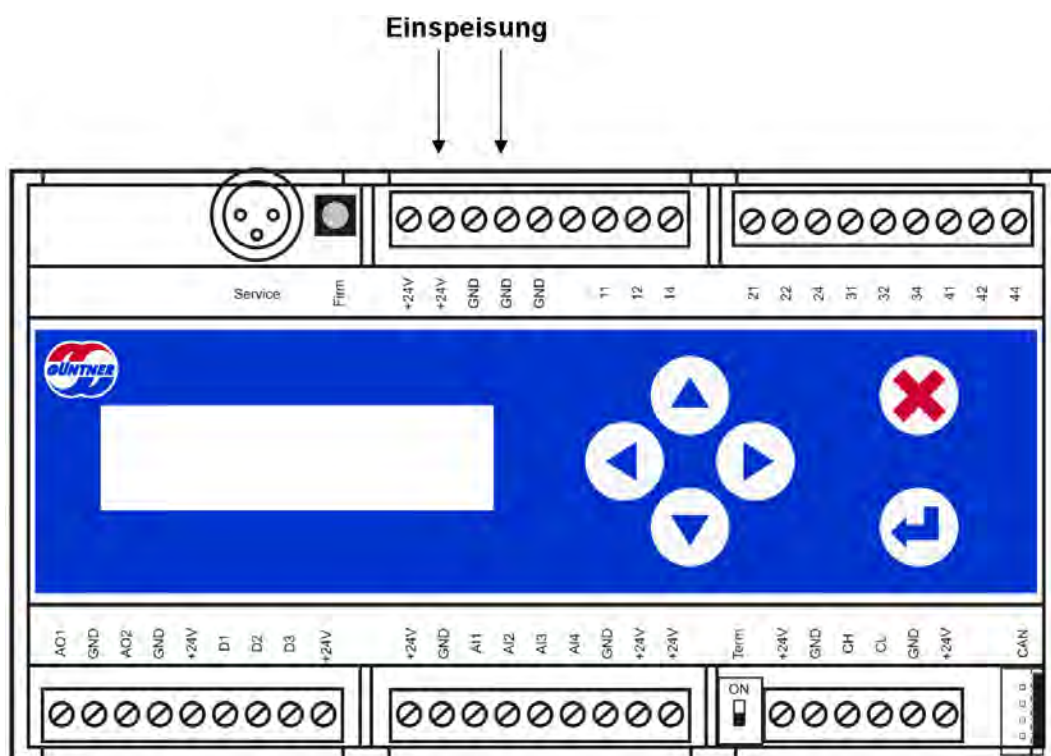 Einspeisung
Service Firm +24V +24V GND GND GND 11 12 14 21 22 24 31 32 34 41 42 44
GÜNTNER
AO1 GND AO2 GND +24V D1 D2 D3 +24V +24V GND AI1 AI2 AI3 AI4 GND +24V +24V Term +24V GND CH CL GND +24V CAN
ON